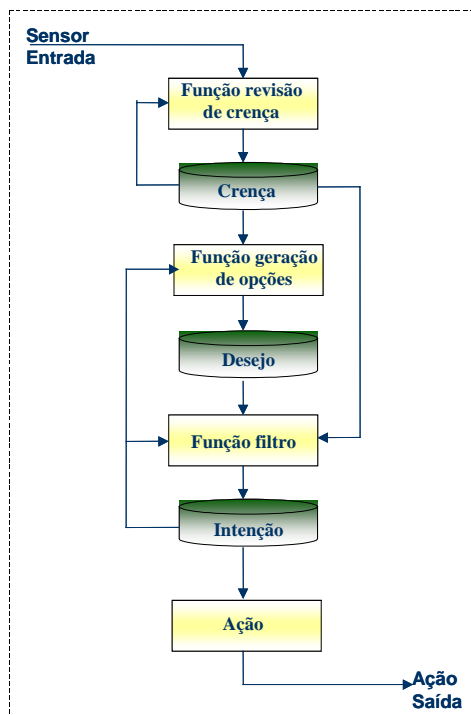 Sensor
Entrada
Função revisão
de crença
Crença
Função geração
de opções
Desejo
Função filtro
Intenção
Ação
Ação
Saída